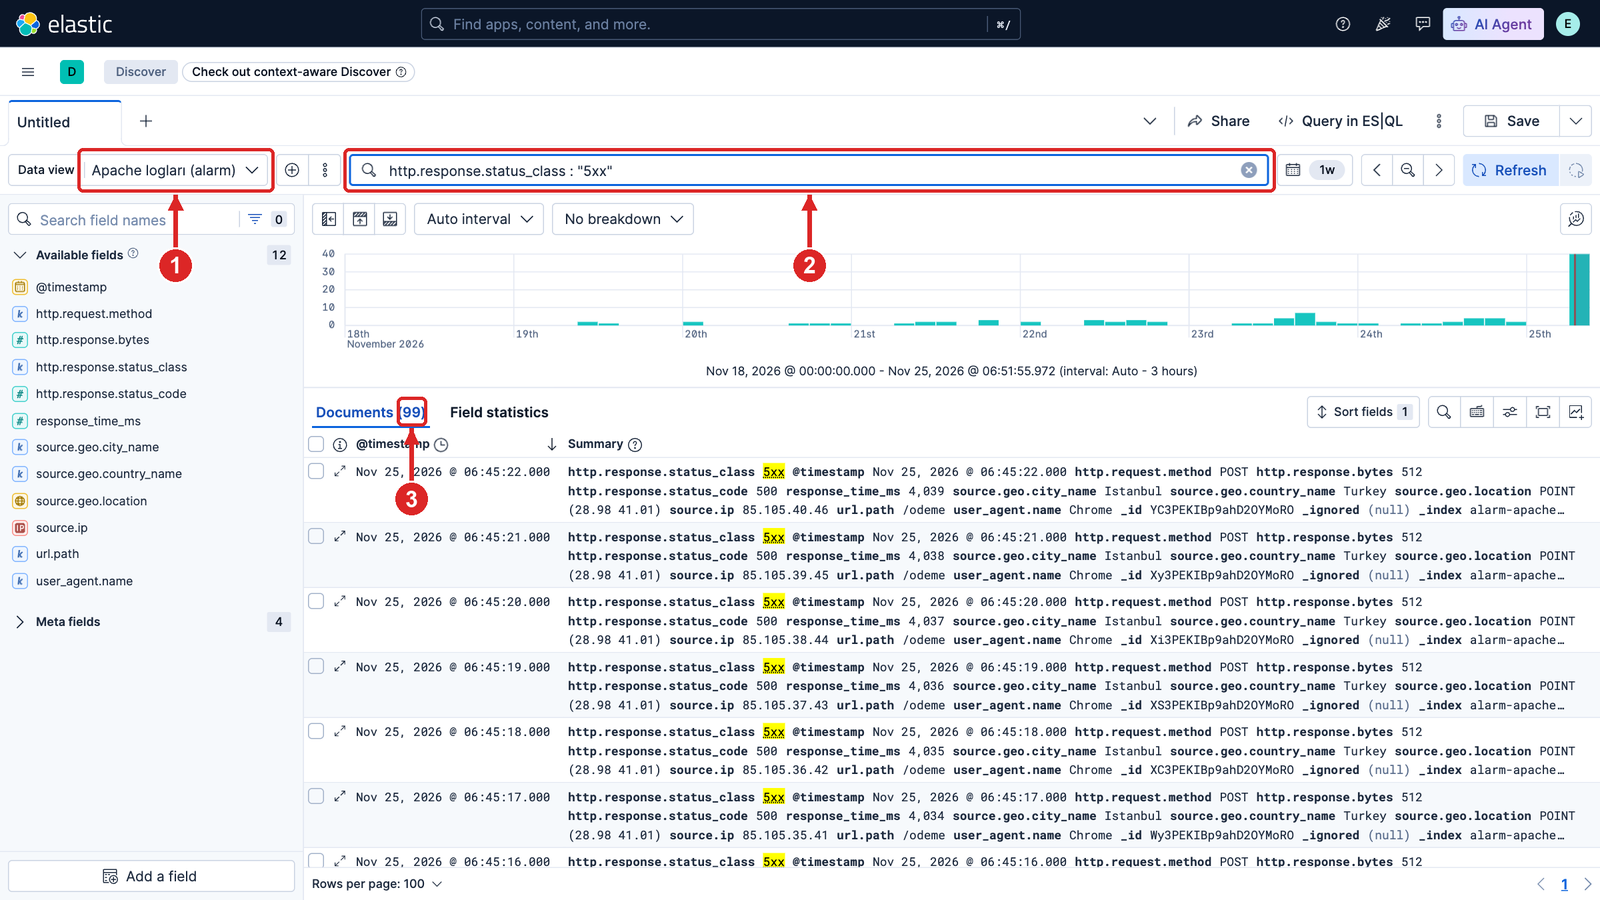 elastic
Find apps, content, and more.
⌘/
AI Agent
E
D
Discover
Check out context-aware Discover
Untitled
Share
Query in ES|QL
Save
Data view
Apache logları (alarm)
http.response.status_class : "5xx"
1w
Refresh
Search field names
0
Auto interval
No breakdown
1
2
Available fields
12
@timestamp
http.request.method
http.response.bytes
http.response.status_class
http.response.status_code
response_time_ms
source.geo.city_name
source.geo.country_name
source.geo.location
source.ip
url.path
user_agent.name
Meta fields
4
Add a field
40
30
20
10
0
18th
November 2026
19th
20th
21st
22nd
23rd
24th
25th
Nov 18, 2026 @ 00:00:00.000 - Nov 25, 2026 @ 06:51:55.972 (interval: Auto - 3 hours)
Documents (99)
Field statistics
Sort fields 1
@timestamp
Summary
3
Nov 25, 2026 @ 06:45:22.000
http.response.status_class 5xx @timestamp Nov 25, 2026 @ 06:45:22.000 http.request.method POST http.response.bytes 512
http.response.status_code 500 response_time_ms 4,039 source.geo.city_name Istanbul source.geo.country_name Turkey source.geo.location POINT
(28.98 41.01) source.ip 85.105.40.46 url.path /odeme user_agent.name Chrome _id YC3PEKIBp9ahD2OYMoRO _ignored (null) _index alarm-apache…
Nov 25, 2026 @ 06:45:21.000
http.response.status_class 5xx @timestamp Nov 25, 2026 @ 06:45:21.000 http.request.method POST http.response.bytes 512
http.response.status_code 500 response_time_ms 4,038 source.geo.city_name Istanbul source.geo.country_name Turkey source.geo.location POINT
(28.98 41.01) source.ip 85.105.39.45 url.path /odeme user_agent.name Chrome _id Xy3PEKIBp9ahD2OYMoRO _ignored (null) _index alarm-apache…
Nov 25, 2026 @ 06:45:20.000
http.response.status_class 5xx @timestamp Nov 25, 2026 @ 06:45:20.000 http.request.method POST http.response.bytes 512
http.response.status_code 500 response_time_ms 4,037 source.geo.city_name Istanbul source.geo.country_name Turkey source.geo.location POINT
(28.98 41.01) source.ip 85.105.38.44 url.path /odeme user_agent.name Chrome _id Xi3PEKIBp9ahD2OYMoRO _ignored (null) _index alarm-apache…
Nov 25, 2026 @ 06:45:19.000
http.response.status_class 5xx @timestamp Nov 25, 2026 @ 06:45:19.000 http.request.method POST http.response.bytes 512
http.response.status_code 500 response_time_ms 4,036 source.geo.city_name Istanbul source.geo.country_name Turkey source.geo.location POINT
(28.98 41.01) source.ip 85.105.37.43 url.path /odeme user_agent.name Chrome _id XS3PEKIBp9ahD2OYMoRO _ignored (null) _index alarm-apache…
Nov 25, 2026 @ 06:45:18.000
http.response.status_class 5xx @timestamp Nov 25, 2026 @ 06:45:18.000 http.request.method POST http.response.bytes 512
http.response.status_code 500 response_time_ms 4,035 source.geo.city_name Istanbul source.geo.country_name Turkey source.geo.location POINT
(28.98 41.01) source.ip 85.105.36.42 url.path /odeme user_agent.name Chrome _id XC3PEKIBp9ahD2OYMoRO _ignored (null) _index alarm-apache…
Nov 25, 2026 @ 06:45:17.000
http.response.status_class 5xx @timestamp Nov 25, 2026 @ 06:45:17.000 http.request.method POST http.response.bytes 512
http.response.status_code 500 response_time_ms 4,034 source.geo.city_name Istanbul source.geo.country_name Turkey source.geo.location POINT
(28.98 41.01) source.ip 85.105.35.41 url.path /odeme user_agent.name Chrome _id Wy3PEKIBp9ahD2OYMoRO _ignored (null) _index alarm-apache…
Nov 25, 2026 @ 06:45:16.000
http.response.status_class 5xx @timestamp Nov 25, 2026 @ 06:45:16.000 http.request.method POST http.response.bytes 512
Rows per page: 100
1